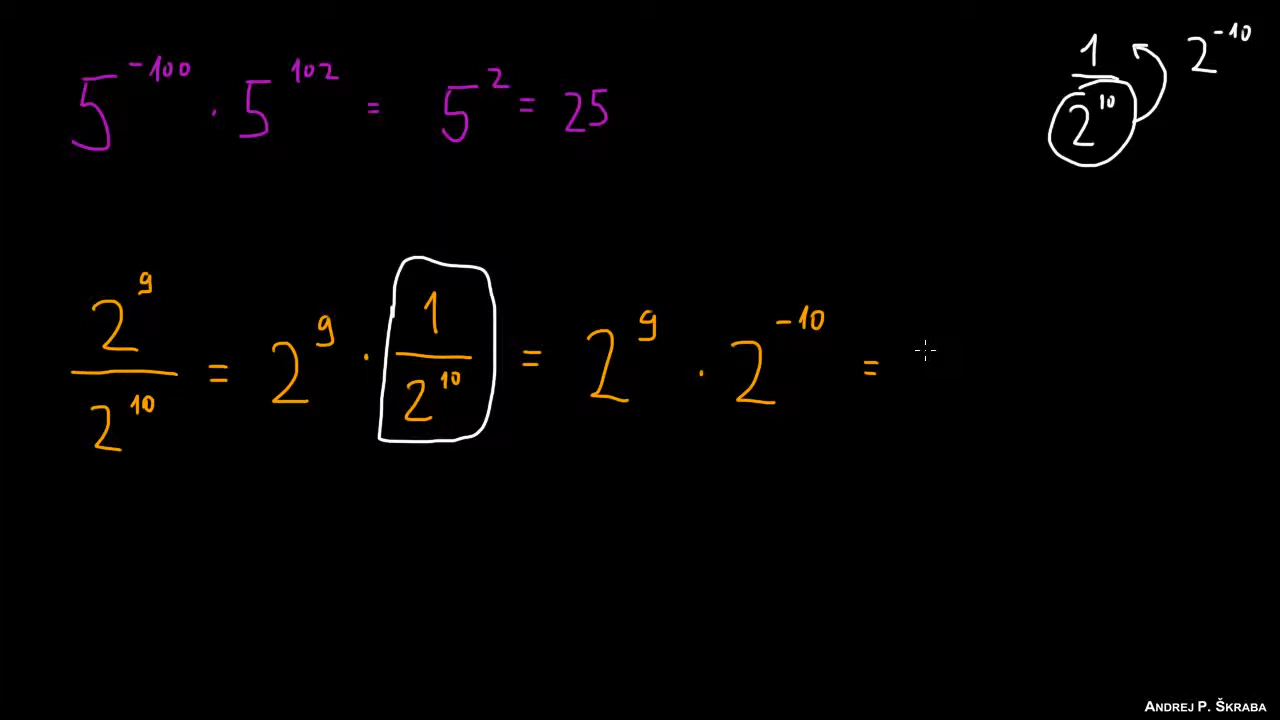 5^{-100} · 5^{102} = 5^2 = 25
1/2^{10} 2^{-10}
2^9/2^{10} = 2^9 · 1/2^{10} = 2^9 · 2^{-10} =
ANDREJ P. ŠKRABA